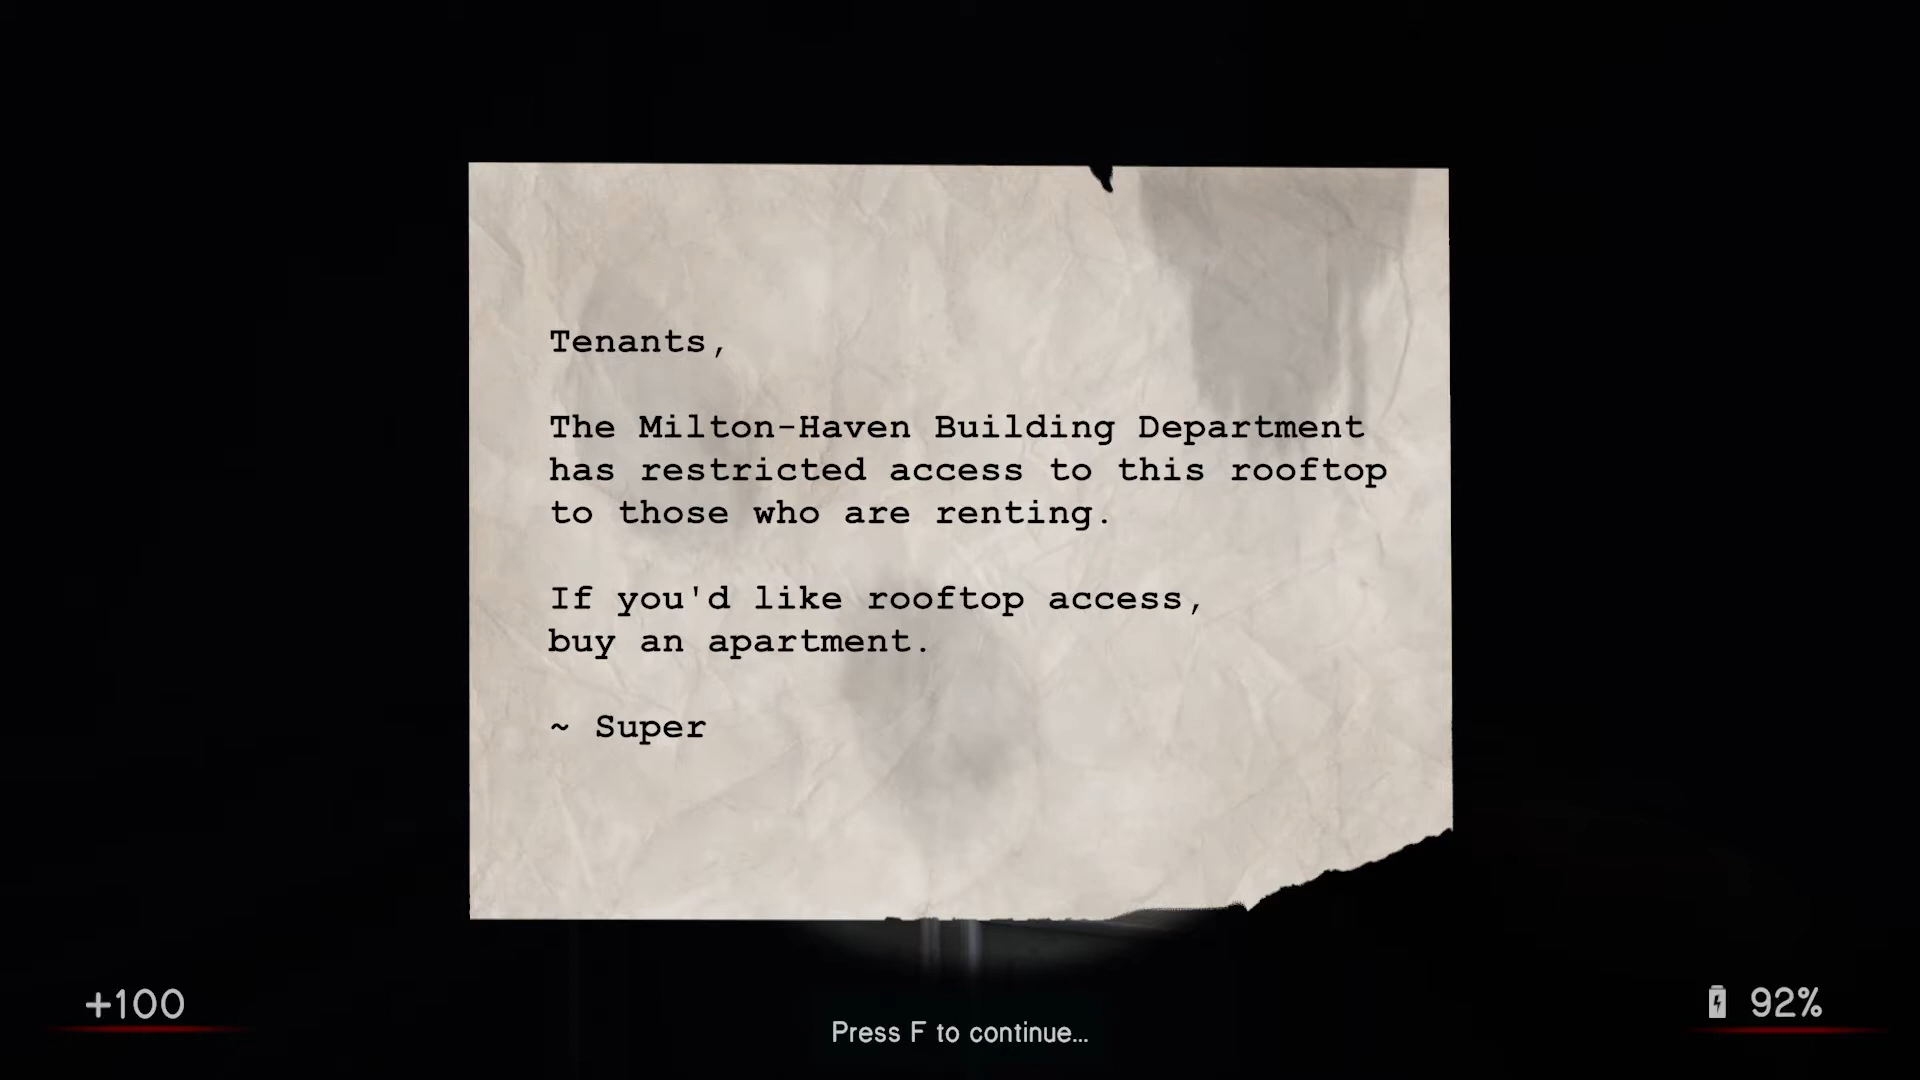 Tenants,
The Milton-Haven Building Department
has restricted access to this rooftop
to those who are renting.
If you'd like rooftop access,
buy an apartment.
~ Super
+100
92%
Press F to continue...